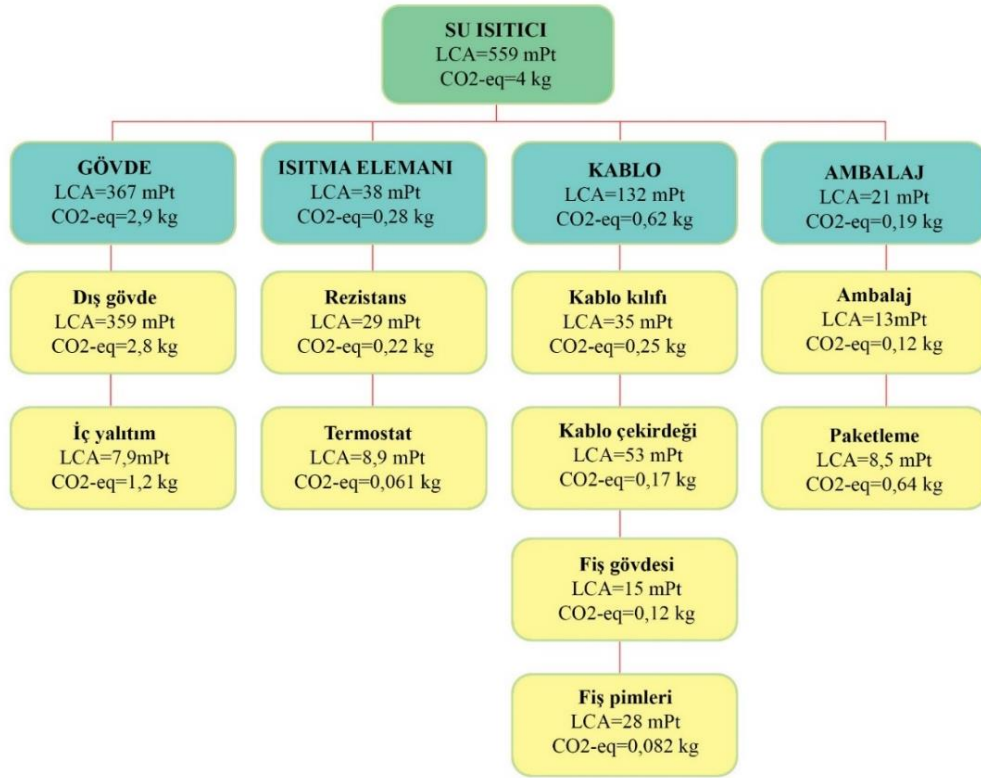 SU ISITICI
LCA=559 mPt
CO2-eq=4 kg
GÖVDE
LCA=367 mPt
CO2-eq=2,9 kg
ISITMA ELEMANI
LCA=38 mPt
CO2-eq=0,28 kg
KABLO
LCA=132 mPt
CO2-eq=0,62 kg
AMBALAJ
LCA=21 mPt
CO2-eq=0,19 kg
Dış gövde
LCA=359 mPt
CO2-eq=2,8 kg
Rezistans
LCA=29 mPt
CO2-eq=0,22 kg
Kablo kılıfı
LCA=35 mPt
CO2-eq=0,25 kg
Ambalaj
LCA=13mPt
CO2-eq=0,12 kg
İç yalıtım
LCA=7,9mPt
CO2-eq=1,2 kg
Termostat
LCA=8,9 mPt
CO2-eq=0,061 kg
Kablo çekirdeği
LCA=53 mPt
CO2-eq=0,17 kg
Paketleme
LCA=8,5 mPt
CO2-eq=0,64 kg
Fiş gövdesi
LCA=15 mPt
CO2-eq=0,12 kg
Fiş pimleri
LCA=28 mPt
CO2-eq=0,082 kg